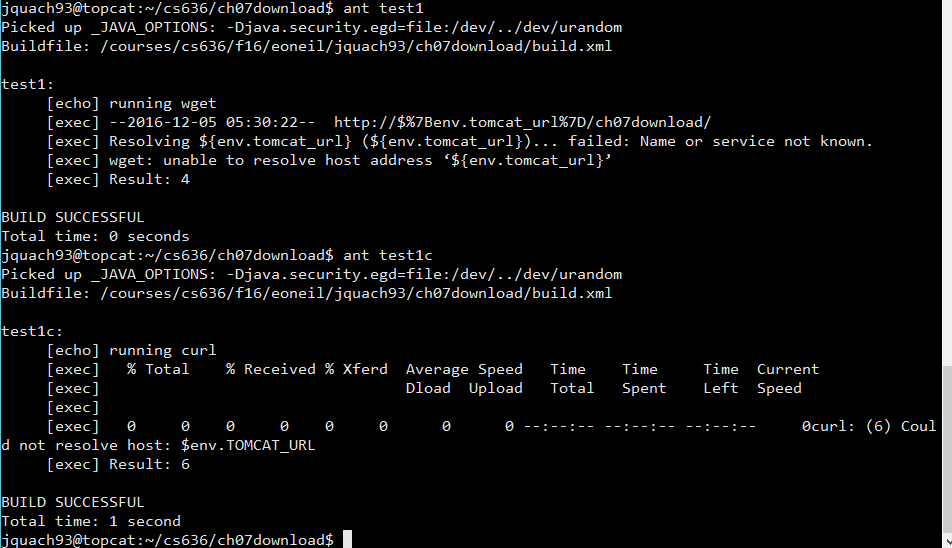 jquach93@topcat:~/cs636/ch07download$ ant test1
Picked up _JAVA_OPTIONS: -Djava.security.egd=file:/dev/../dev/urandom
Buildfile: /courses/cs636/f16/eoneil/jquach93/ch07download/build.xml
test1:
[echo] running wget
[exec] --2016-12-05 05:30:22--  http://$%7Benv.tomcat_url%7D/ch07download/
[exec] Resolving ${env.tomcat_url} (${env.tomcat_url})... failed: Name or service not known.
[exec] wget: unable to resolve host address ‘${env.tomcat_url}’
[exec] Result: 4
BUILD SUCCESSFUL
Total time: 0 seconds
jquach93@topcat:~/cs636/ch07download$ ant test1c
Picked up _JAVA_OPTIONS: -Djava.security.egd=file:/dev/../dev/urandom
Buildfile: /courses/cs636/f16/eoneil/jquach93/ch07download/build.xml
test1c:
[echo] running curl
[exec]   % Total    % Received % Xferd  Average Speed   Time    Time     Time  Current
[exec]                                  Dload  Upload   Total   Spent    Left  Speed
[exec]
[exec]   0     0    0     0    0     0      0      0 --:--:-- --:--:-- --:--:--     0curl: (6) Coul
d not resolve host: $env.TOMCAT_URL
[exec] Result: 6
BUILD SUCCESSFUL
Total time: 1 second
jquach93@topcat:~/cs636/ch07download$